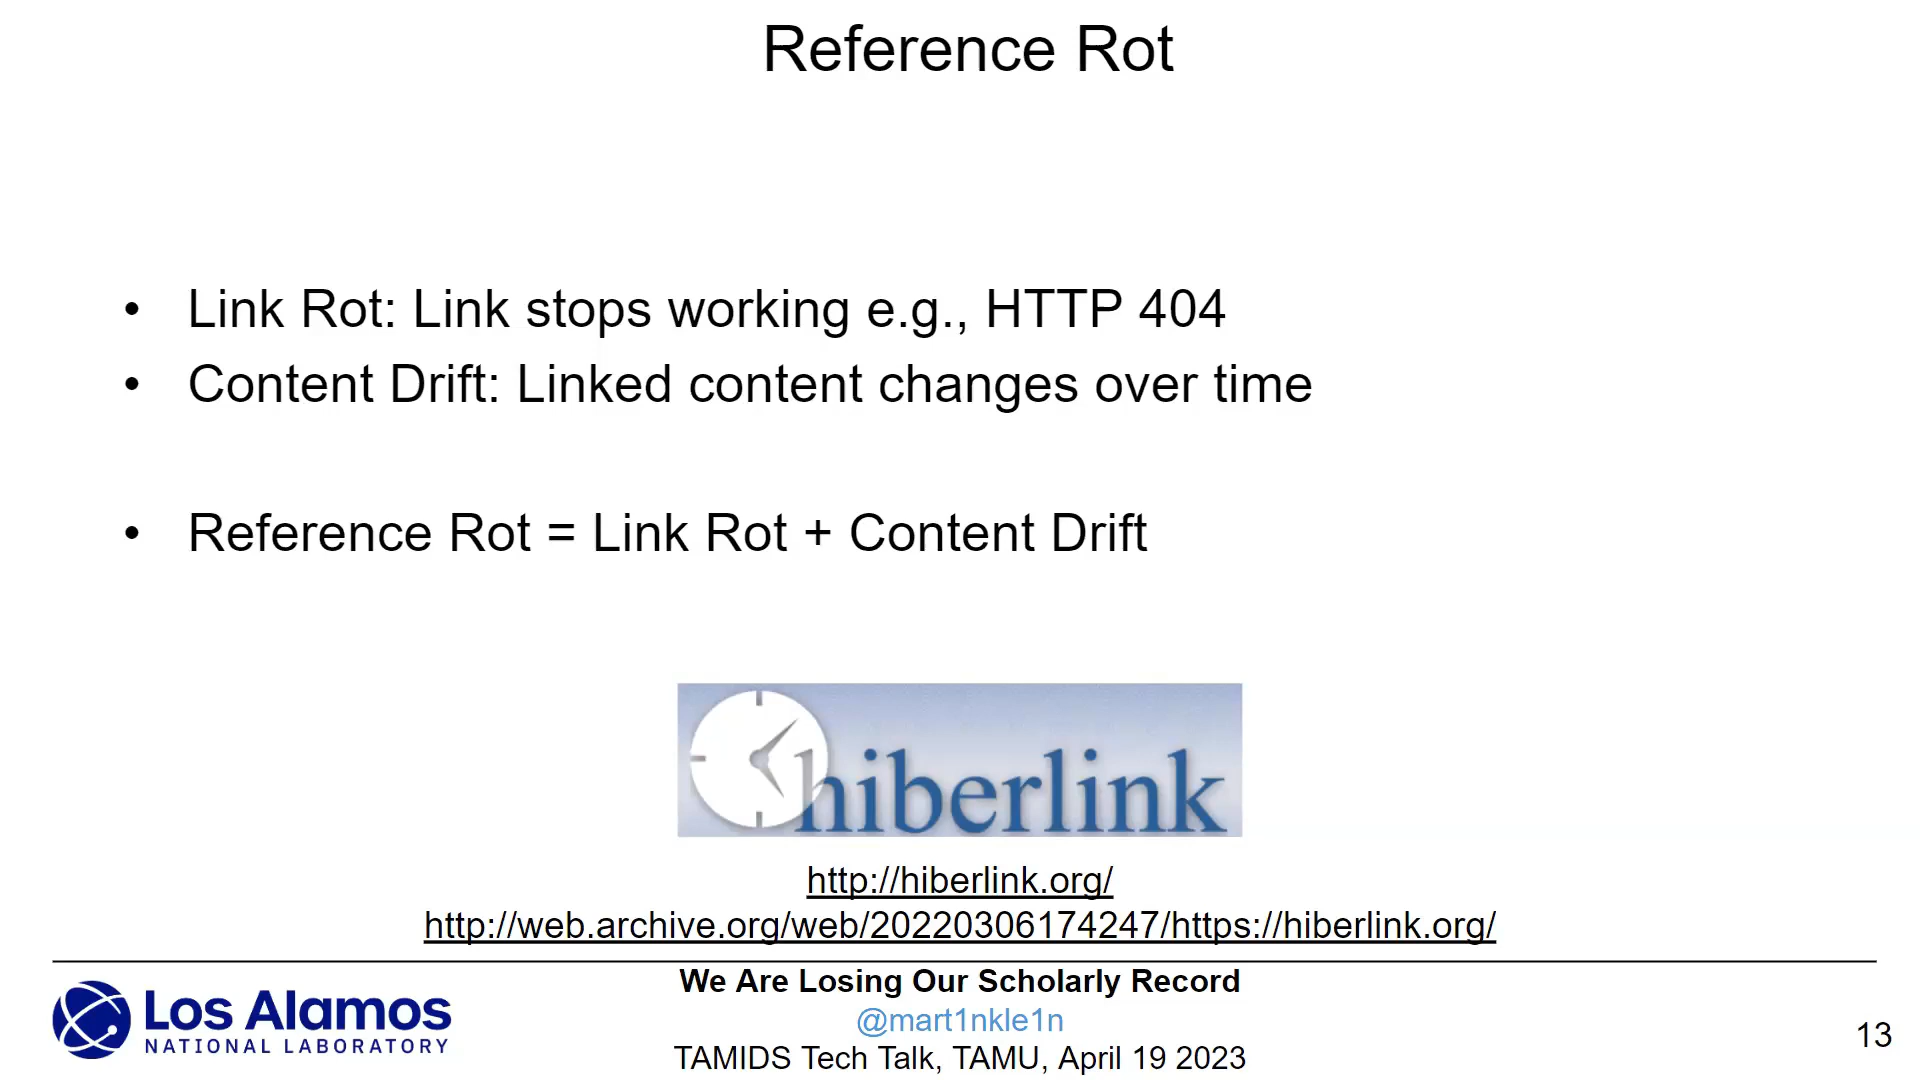 Reference Rot
• Link Rot: Link stops working e.g., HTTP 404
• Content Drift: Linked content changes over time
• Reference Rot = Link Rot + Content Drift
hiberlink
http://hiberlink.org/
http://web.archive.org/web/20220306174247/https://hiberlink.org/
We Are Losing Our Scholarly Record
@mart1nkle1n
TAMIDS Tech Talk, TAMU, April 19 2023
Los Alamos
NATIONAL LABORATORY
13